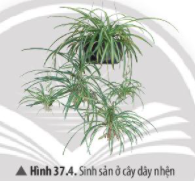 ▲ Hình 37.4. Sinh sản ở cây dây nhện